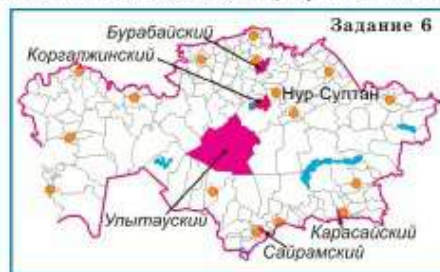 Задание 6
Бурабайский
Коргалжинский
Нур-Султан
Улытауский
Карасайский
Сайрамский